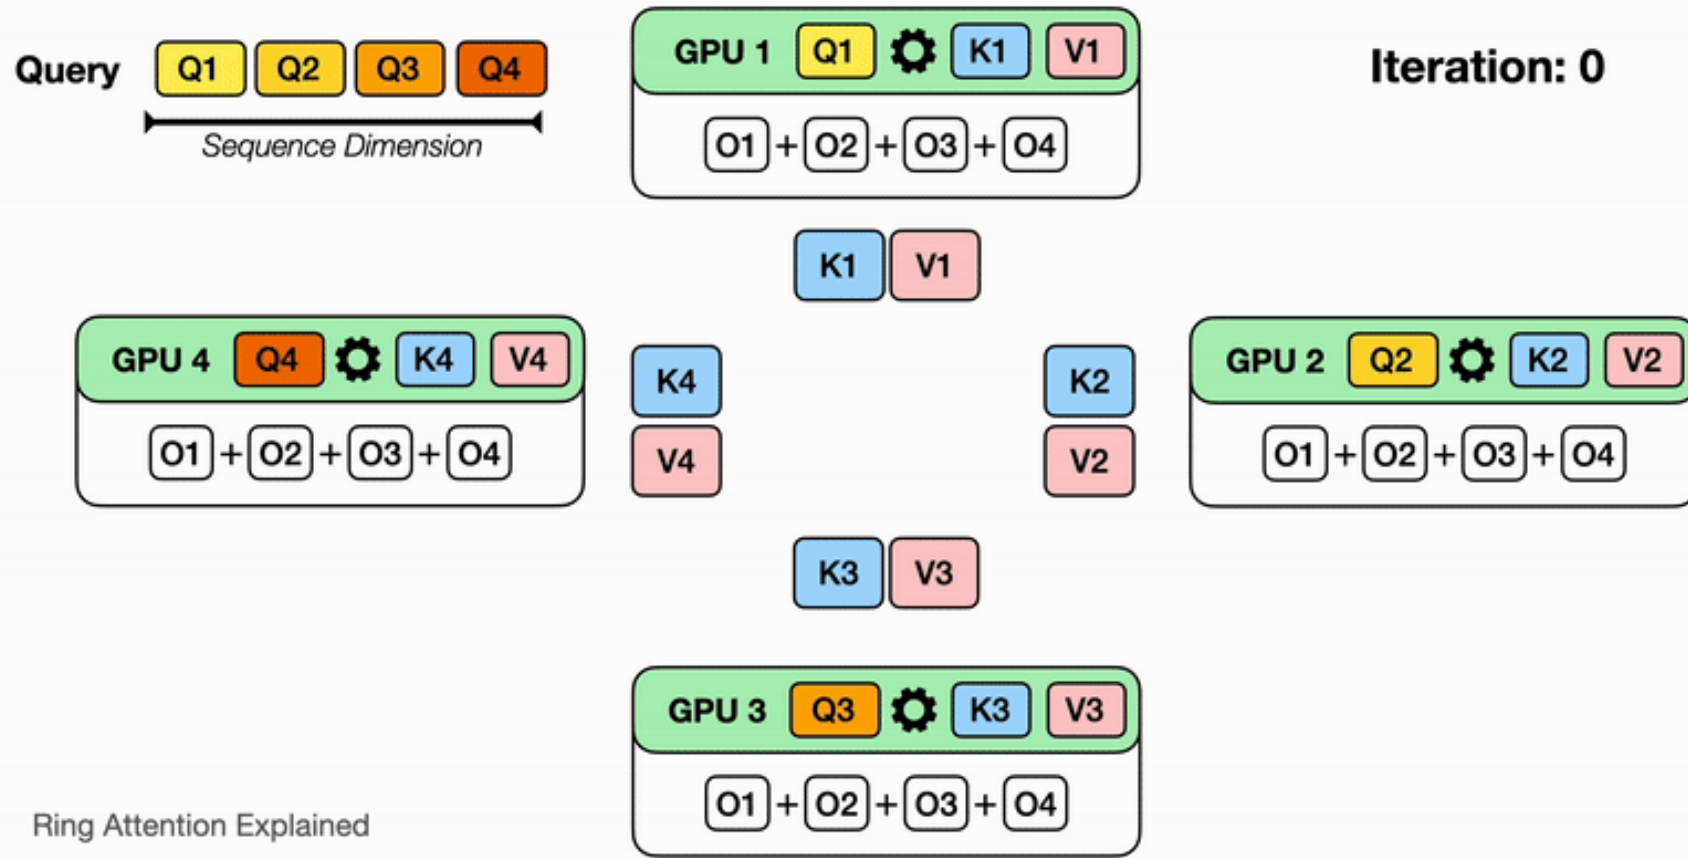 Query Q1 Q2 Q3 Q4
Sequence Dimension
GPU 1 Q1 K1 V1
O1 + O2 + O3 + O4
Iteration: 0
K1 V1
GPU 4 Q4 K4 V4
O1 + O2 + O3 + O4
K4
V4
K2
V2
GPU 2 Q2 K2 V2
O1 + O2 + O3 + O4
K3 V3
GPU 3 Q3 K3 V3
O1 + O2 + O3 + O4
Ring Attention Explained